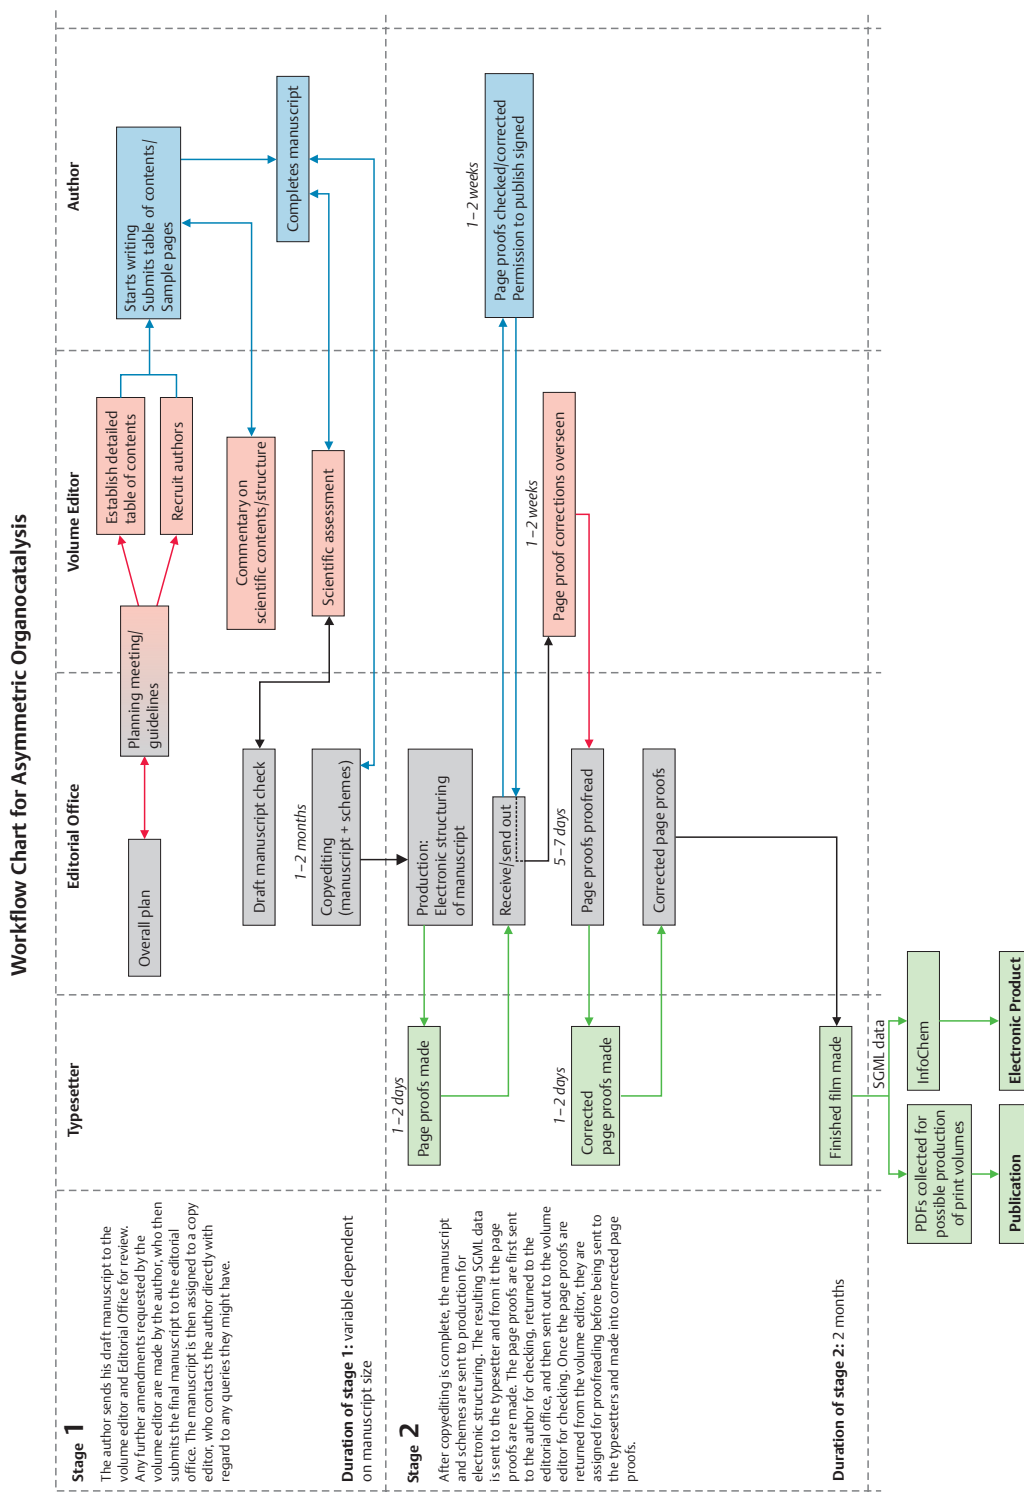 Workflow Chart for Asymmetric Organocatalysis
Typesetter
Editorial Office
Volume Editor
Author
Stage 1
The author sends his draft manuscript to the
volume editor and Editorial Office for review.
Any further amendments requested by the
volume editor are made by the author, who then
submits the final manuscript to the editorial
office. The manuscript is then assigned to a copy
editor, who contacts the author directly with
regard to any queries they might have.
Duration of stage 1: variable dependent
on manuscript size
Overall plan
Planning meeting/
guidelines
Establish detailed
table of contents
Recruit authors
Starts writing
Submits table of contents/
Sample pages
Commentary on
scientific contents/structure
Completes manuscript
Draft manuscript check
Scientific assessment
1–2 months
Copyediting
(manuscript + schemes)
Stage 2
After copyediting is complete, the manuscript
and schemes are sent to production for
electronic structuring. The resulting SGML data
is sent to the typesetter and from it the page
proofs are made. The page proofs are first sent
to the author for checking, returned to the
editorial office, and then sent out to the volume
editor for checking. Once the page proofs are
returned from the volume editor, they are
assigned for proofreading before being sent to
the typesetters and made into corrected page
proofs.
Duration of stage 2: 2 months
1–2 days
Page proofs made
Production:
Electronic structuring
of manuscript
Receive/send out
1–2 weeks
Page proofs checked/corrected
Permission to publish signed
1–2 weeks
Page proof corrections overseen
5–7 days
Page proofs proofread
1–2 days
Corrected
page proofs made
Corrected page proofs
Finished film made
SGML data
PDFs collected for
possible production
of print volumes
InfoChem
Publication
Electronic Product